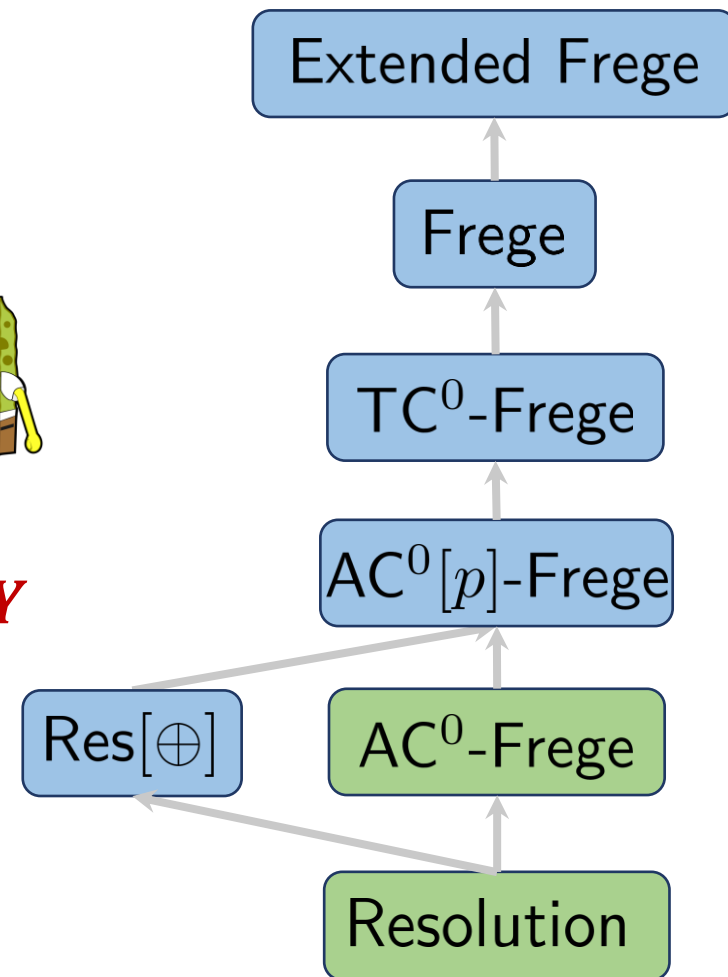 Extended Frege
Frege
TC⁰-Frege
AC⁰[p]-Frege
Y
Res[⊕]
AC⁰-Frege
Resolution